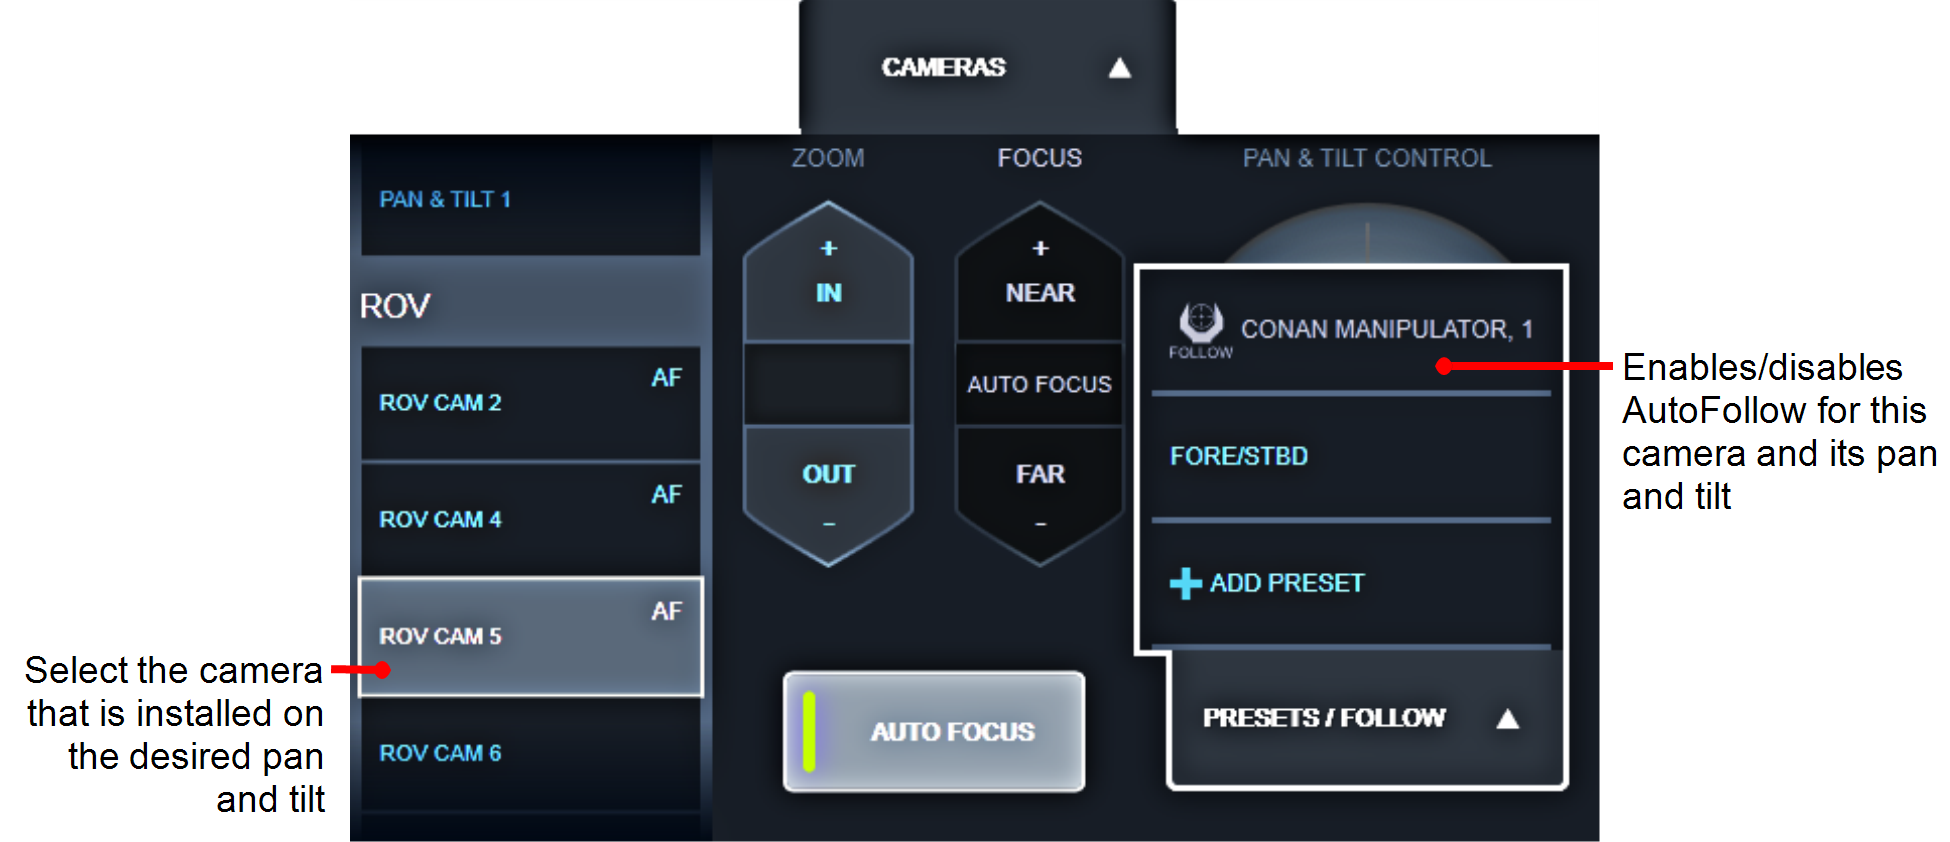 CAMERAS
PAN & TILT 1
ROV
ROV CAM 2
AF
ROV CAM 4
AF
ROV CAM 5
AF
ROV CAM 6
ZOOM
+
IN
OUT
-
FOCUS
+
NEAR
AUTO FOCUS
FAR
-
AUTO FOCUS
PAN & TILT CONTROL
FOLLOW
CONAN MANIPULATOR, 1
FORE/STBD
ADD PRESET
PRESETS / FOLLOW
Select the camera
that is installed on
the desired pan
and tilt
Enables/disables
AutoFollow for this
camera and its pan
and tilt